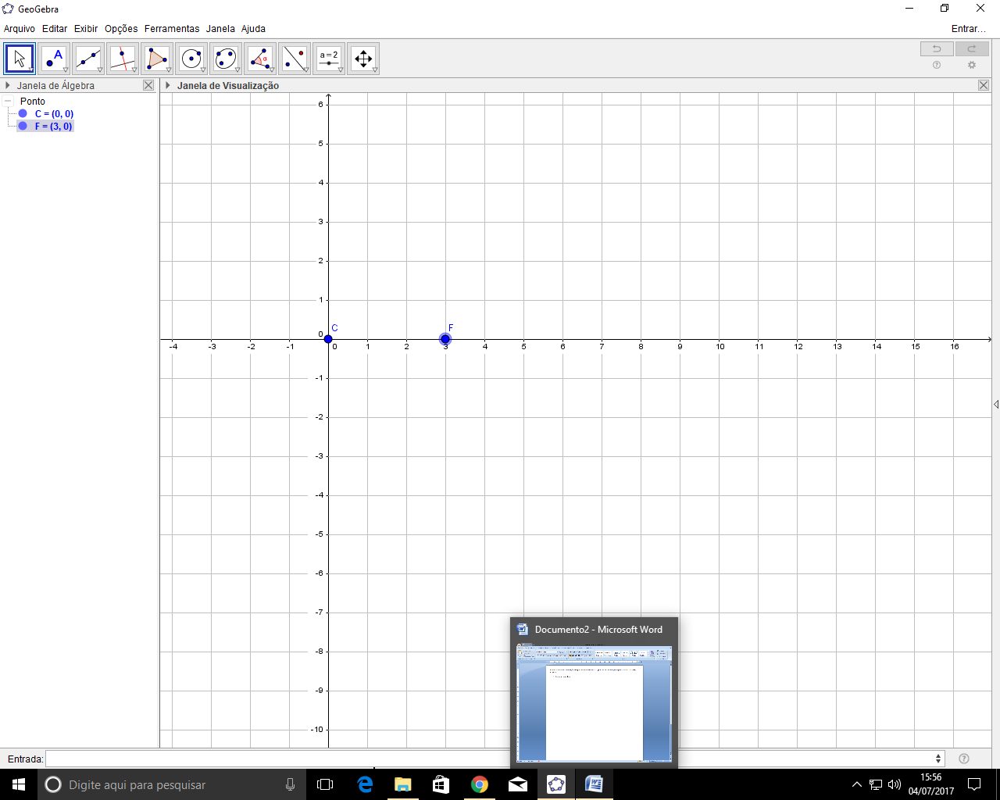 GeoGebra
Arquivo Editar Exibir Opções Ferramentas Janela Ajuda Entrar...
A α a = 2
Janela de Álgebra
Janela de Visualização
Ponto
C = (0, 0)
F = (3, 0)
6
5
4
3
2
1
0
C F
-4 -3 -2 -1 0 1 2 3 4 5 6 7 8 9 10 11 12 13 14 15 16
-1
-2
-3
-4
-5
-6
-7
-8
-9
-10
Documento2 - Microsoft Word
Entrada:
Digite aqui para pesquisar
15:56
04/07/2017